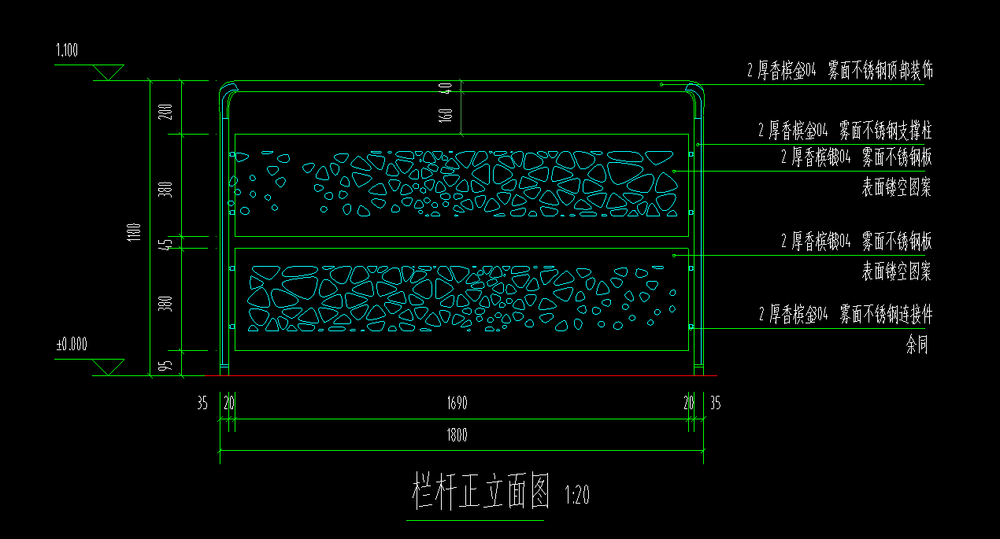 1.100
2 厚香槟金304 雾面不锈钢顶部装饰
40
200
160
2 厚香槟金304 雾面不锈钢支撑柱
2 厚香槟银304 雾面不锈钢板
表面镂空图案
380
1100
45
2 厚香槟银304 雾面不锈钢板
表面镂空图案
380
2 厚香槟金304 雾面不锈钢连接件
余同
±0.000
95
35 20 1690 20 35
1800
栏杆正立面图 1:20